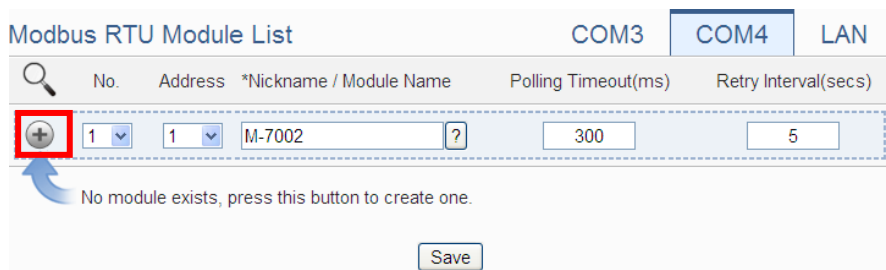 Modbus RTU Module List COM3 COM4 LAN
No. Address *Nickname / Module Name Polling Timeout(ms) Retry Interval(secs)
1 1 M-7002 ? 300 5
No module exists, press this button to create one.
Save